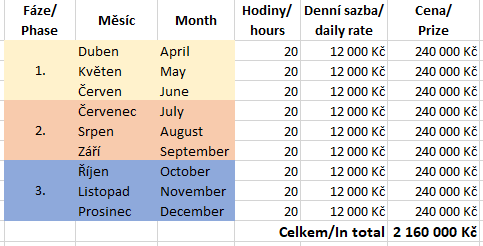 Fáze/ Měsíc Month Hodiny/ Denní sazba/ Cena/
Phase hours daily rate Prize
Duben April 20 12 000 Kč 240 000 Kč
1. Květen May 20 12 000 Kč 240 000 Kč
Červen June 20 12 000 Kč 240 000 Kč
Červenec July 20 12 000 Kč 240 000 Kč
2. Srpen August 20 12 000 Kč 240 000 Kč
Září September 20 12 000 Kč 240 000 Kč
Říjen October 20 12 000 Kč 240 000 Kč
3. Listopad November 20 12 000 Kč 240 000 Kč
Prosinec December 20 12 000 Kč 240 000 Kč
Celkem/In total 2 160 000 Kč